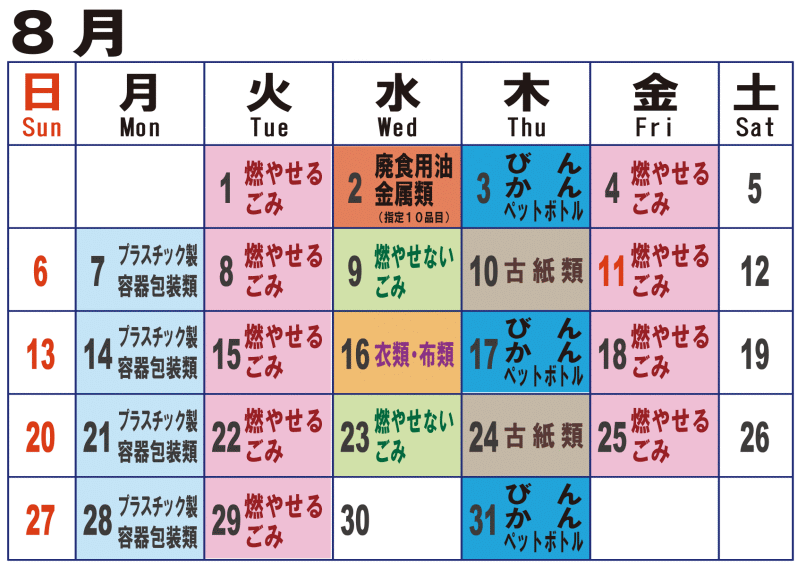 8月
日 月 火 水 木 金 土
Sun Mon Tue Wed Thu Fri Sat
1 燃やせるごみ
2 廃食用油金属類(指定10品目)
3 びんかんペットボトル
4 燃やせるごみ
5
6
7 プラスチック製容器包装類
8 燃やせるごみ
9 燃やせないごみ
10 古紙類
11 燃やせるごみ
12
13
14 プラスチック製容器包装類
15 燃やせるごみ
16 衣類・布類
17 びんかんペットボトル
18 燃やせるごみ
19
20
21 プラスチック製容器包装類
22 燃やせるごみ
23 燃やせないごみ
24 古紙類
25 燃やせるごみ
26
27
28 プラスチック製容器包装類
29 燃やせるごみ
30
31 びんかんペットボトル